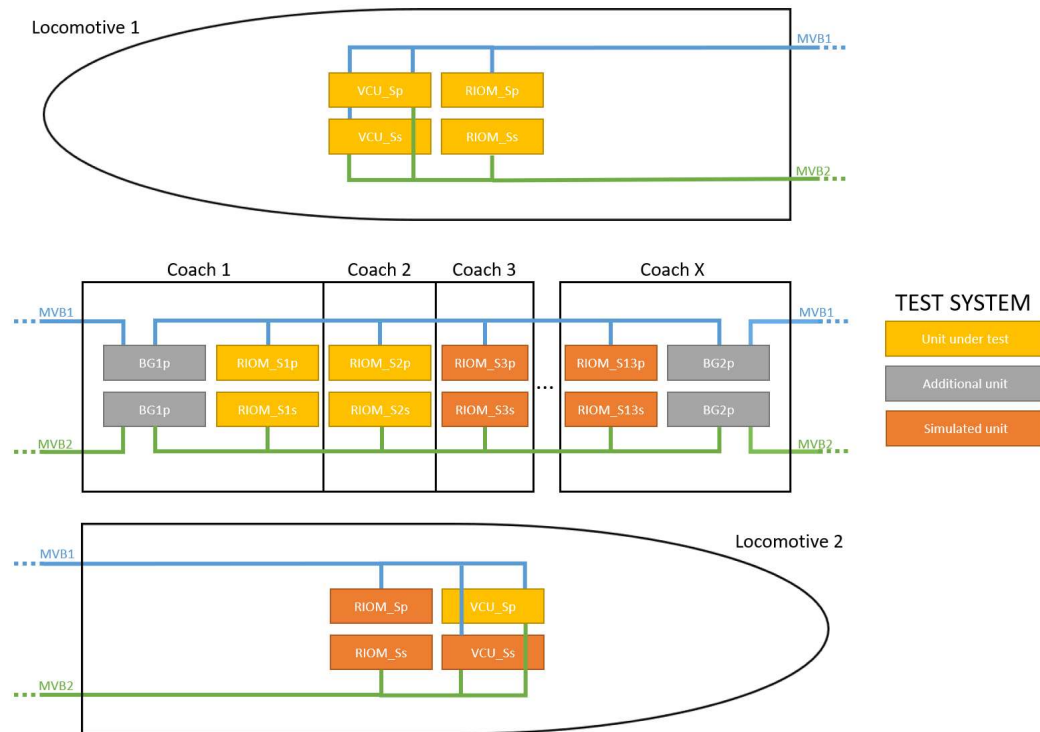 Locomotive 1
MVB1
VCU_Sp
RIOM_Sp
VCU_Ss
RIOM_Ss
MVB2
Coach 1
Coach 2
Coach 3
Coach X
MVB1
MVB1
BG1p
RIOM_S1p
RIOM_S2p
RIOM_S3p
RIOM_S13p
BG2p
...
BG1p
RIOM_S1s
RIOM_S2s
RIOM_S3s
RIOM_S13s
BG2p
MVB2
MVB2
TEST SYSTEM
Unit under test
Additional unit
Simulated unit
Locomotive 2
MVB1
RIOM_Sp
VCU_Sp
RIOM_Ss
VCU_Ss
MVB2